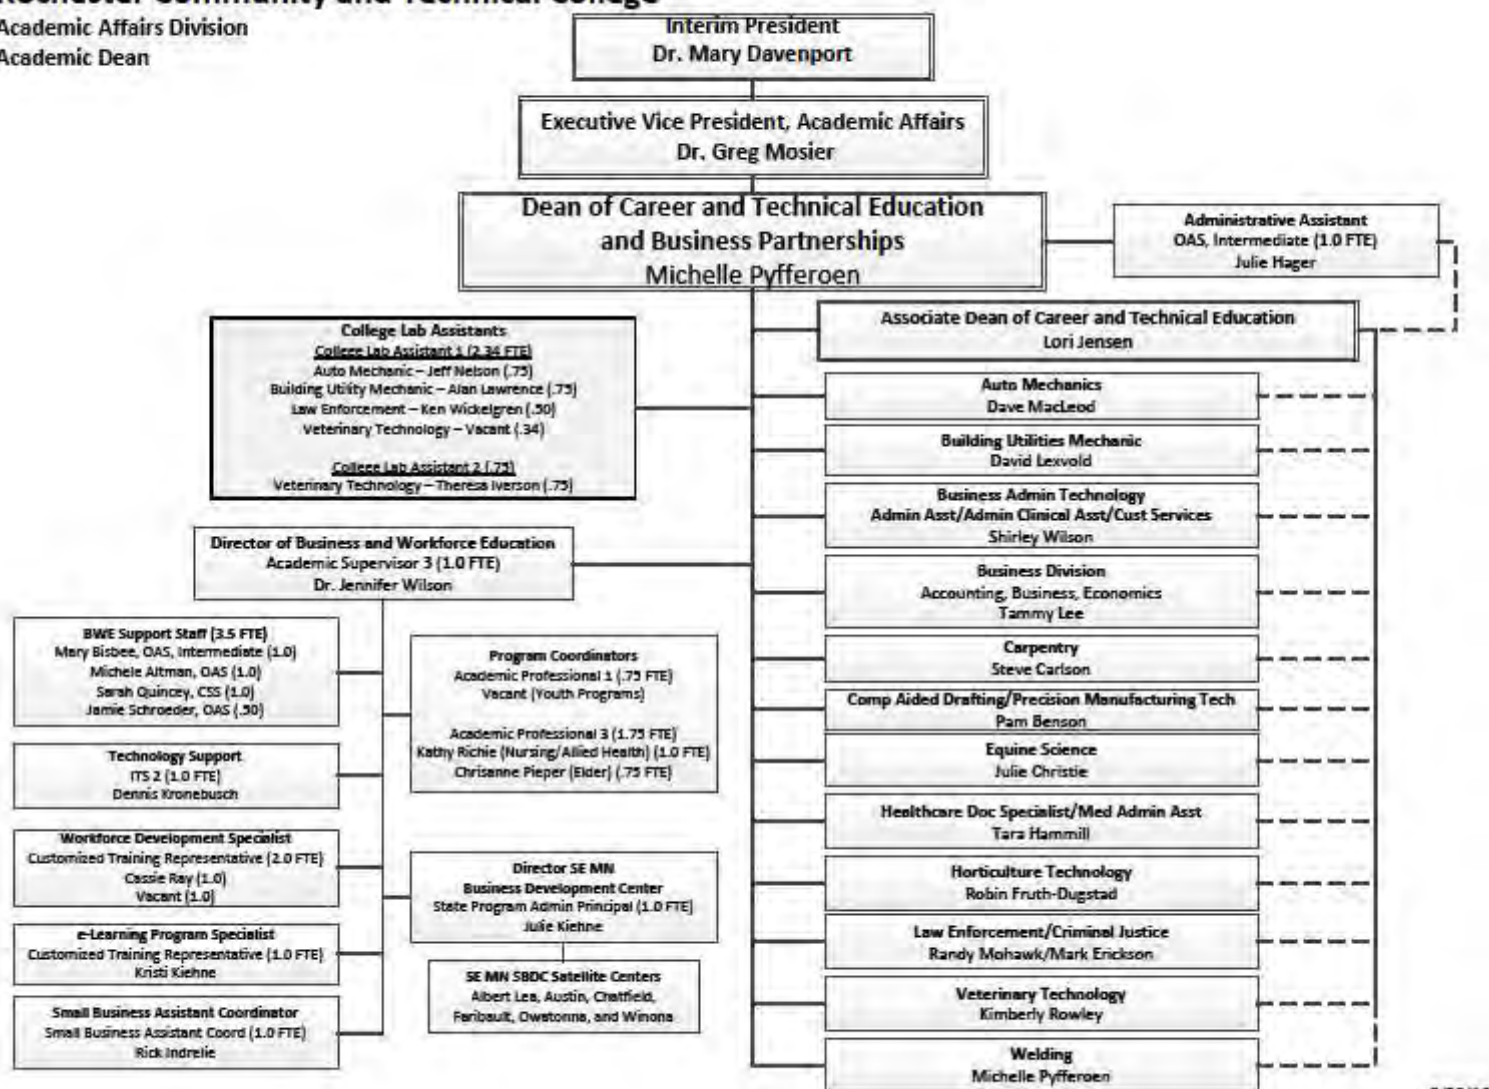 Rochester Community and Technical College
Academic Affairs Division
Academic Dean
Interim President
Dr. Mary Davenport
Executive Vice President, Academic Affairs
Dr. Greg Mosier
Dean of Career and Technical Education
and Business Partnerships
Michelle Pyfferoen
Administrative Assistant
OAS, Intermediate (1.0 FTE)
Julie Hager
Associate Dean of Career and Technical Education
Lori Jensen
College Lab Assistants
College Lab Assistant 1 (2.34 FTE)
Auto Mechanic – Jeff Nelson (.75)
Building Utility Mechanic – Alan Lawrence (.75)
Law Enforcement – Ken Wickelgren (.50)
Veterinary Technology – Vacant (.34)
College Lab Assistant 2 (.75)
Veterinary Technology – Theresa Iverson (.75)
Director of Business and Workforce Education
Academic Supervisor 3 (1.0 FTE)
Dr. Jennifer Wilson
BWE Support Staff (3.5 FTE)
Mary Bisbee, OAS, Intermediate (1.0)
Michele Altman, OAS (1.0)
Sarah Quincey, CSS (1.0)
Jamie Schroeder, OAS (.50)
Technology Support
ITS 2 (1.0 FTE)
Dennis Kronebusch
Workforce Development Specialist
Customized Training Representative (2.0 FTE)
Cassie Ray (1.0)
Vacant (1.0)
e-Learning Program Specialist
Customized Training Representative (1.0 FTE)
Kristi Kiehne
Small Business Assistant Coordinator
Small Business Assistant Coord (1.0 FTE)
Rick Indrelie
Program Coordinators
Academic Professional 1 (.75 FTE)
Vacant (Youth Programs)
Academic Professional 3 (1.75 FTE)
Kathy Richie (Nursing/Allied Health) (1.0 FTE)
Chrisanne Pieper (Elder) (.75 FTE)
Director SE MN
Business Development Center
State Program Admin Principal (1.0 FTE)
Julie Kiehne
SE MN SBDC Satellite Centers
Albert Lea, Austin, Chatfield,
Faribault, Owatonna, and Winona
Auto Mechanics
Dave MacLeod
Building Utilities Mechanic
David Lexvold
Business Admin Technology
Admin Asst/Admin Clinical Asst/Cust Services
Shirley Wilson
Business Division
Accounting, Business, Economics
Tammy Lee
Carpentry
Steve Carlson
Comp Aided Drafting/Precision Manufacturing Tech
Pam Benson
Equine Science
Julie Christie
Healthcare Doc Specialist/Med Admin Asst
Tara Hammill
Horticulture Technology
Robin Fruth-Dugstad
Law Enforcement/Criminal Justice
Randy Mohawk/Mark Erickson
Veterinary Technology
Kimberly Rowley
Welding
Michelle Pyfferoen